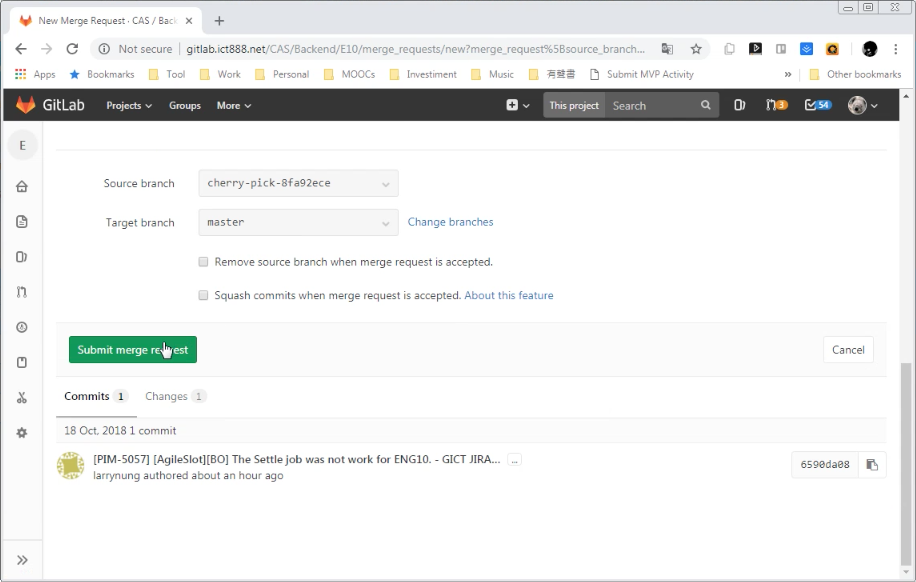 New Merge Request · CAS / Back
Not secure | gitlab.ict888.net/CAS/Backend/E10/merge_requests/new?merge_request%5Bsource_branch...
Apps Bookmarks Tool Work Personal MOOCs Investiment Music 有聲書 Submit MVP Activity » Other bookmarks
GitLab Projects Groups More This project Search 3 54
E
Source branch cherry-pick-8fa92ece
Target branch master Change branches
Remove source branch when merge request is accepted.
Squash commits when merge request is accepted. About this feature
Submit merge request Cancel
Commits 1 Changes 1
18 Oct, 2018 1 commit
[PIM-5057] [AgileSlot][BO] The Settle job was not work for ENG10. - GICT JIRA... ...
larrynung authored about an hour ago
6590da08